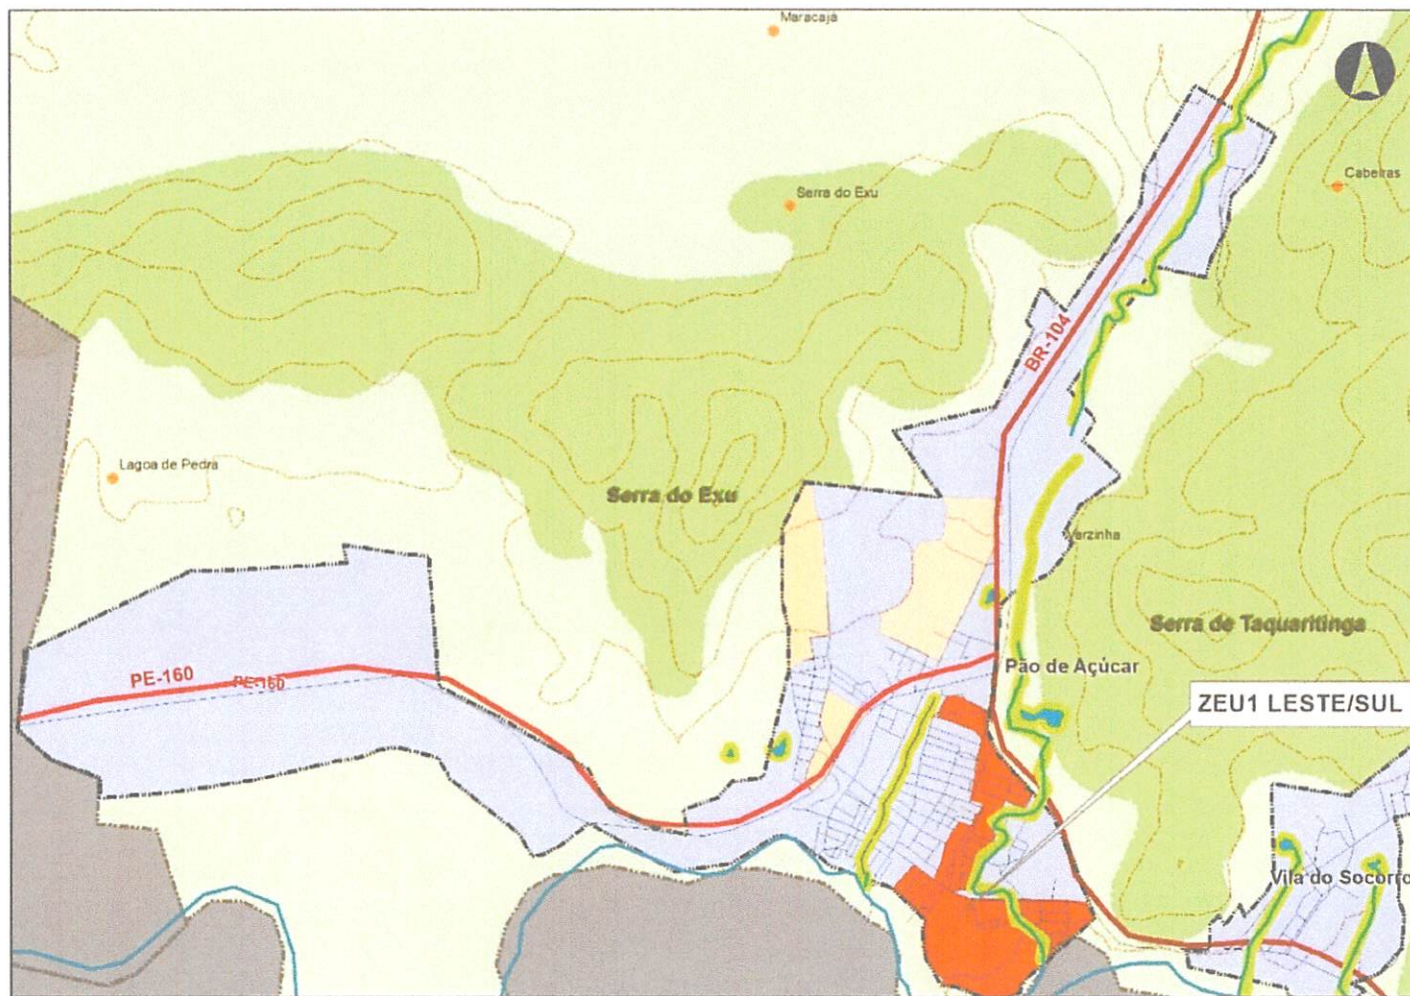 Maracajá
Cabeiras
Serra do Exu
BR-104
Lagoa de Pedra
Serra do Exu
Varzinha
Serra de Taquaritinga
Pão de Açúcar
PE-160
PE-160
ZEU1 LESTE/SUL
Vila do Socorro